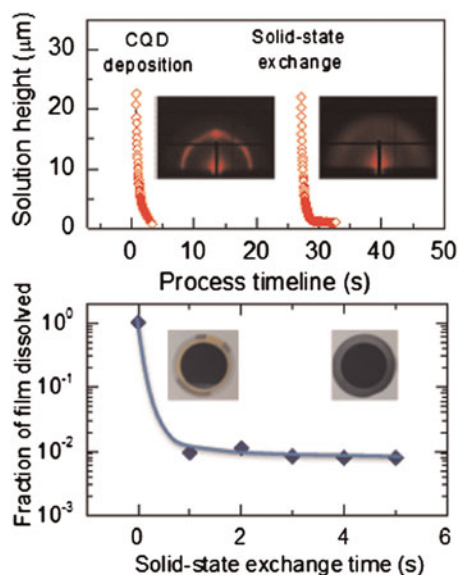 CQD deposition
Solid-state exchange
Solution height (μm)
30
20
10
0
0 10 20 30 40 50
Process timeline (s)
Fraction of film dissolved
10⁰
10⁻¹
10⁻²
10⁻³
0 2 4 6
Solid-state exchange time (s)